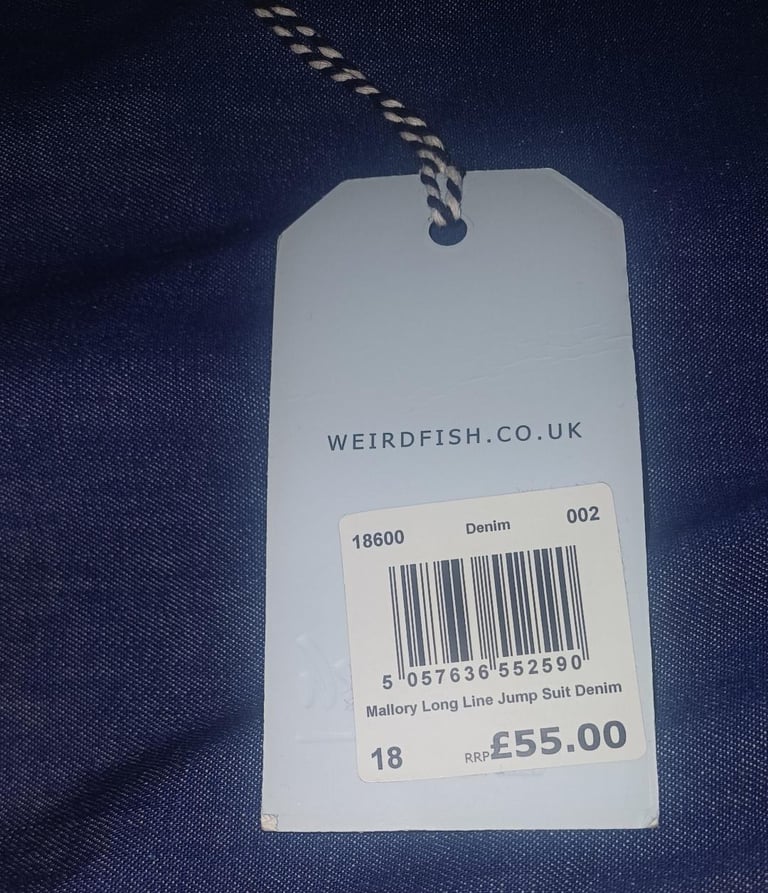 WEIRDFISH.CO.UK
18600 Denim 002
5 057636 552590
Mallory Long Line Jump Suit Denim
18 RRP£55.00